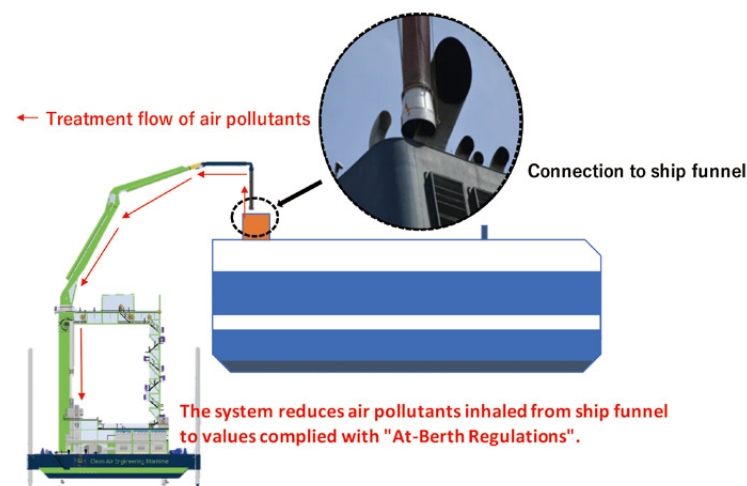 ← Treatment flow of air pollutants
Connection to ship funnel
The system reduces air pollutants inhaled from ship funnel
to values complied with "At-Berth Regulations".
Clean Air Engineering Maritime